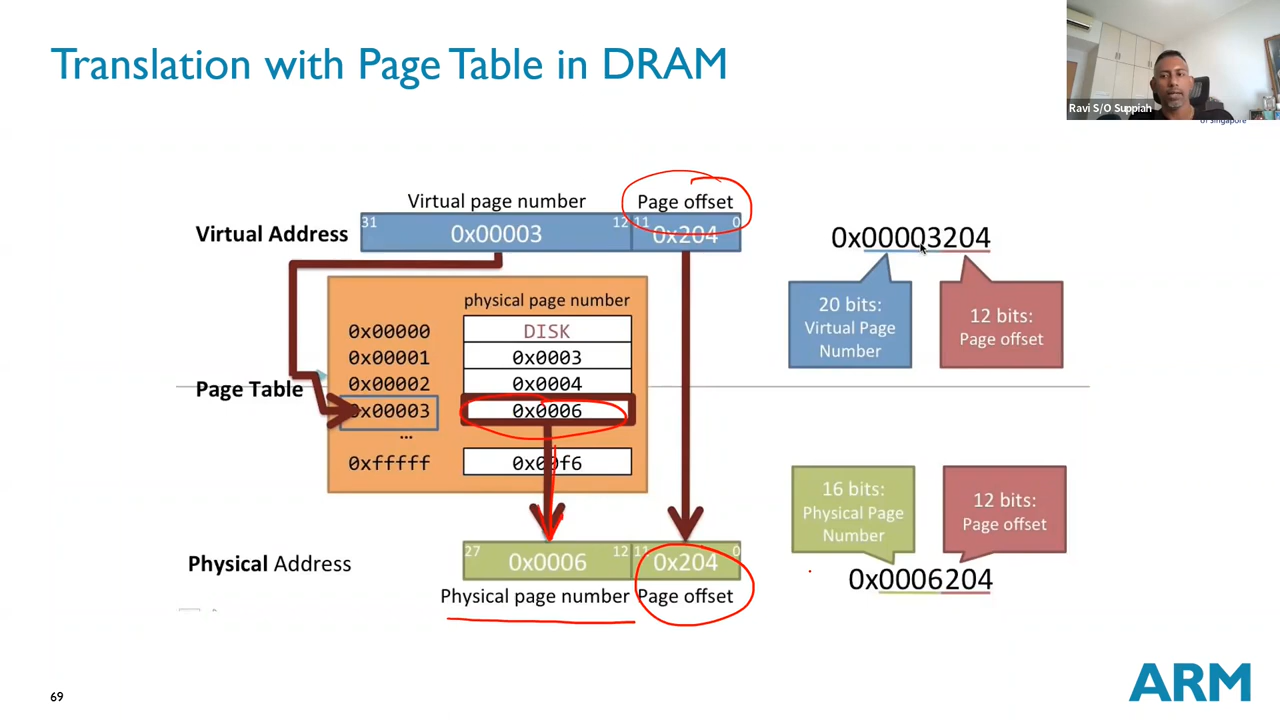 Translation with Page Table in DRAM
Ravi S/O Suppiah
of Singapore
Virtual page number
Page offset
Virtual Address
31
0x00003
12
11
0x204
0
physical page number
0x00000
DISK
0x00001
0x0003
0x00002
0x0004
Page Table
0x00003
0x0006
...
0xfffff
0x00f6
Physical Address
27
0x0006
12
11
0x204
0
Physical page number
Page offset
0x00003204
20 bits:
Virtual Page
Number
12 bits:
Page offset
16 bits:
Physical Page
Number
12 bits:
Page offset
0x0006204
69
ARM